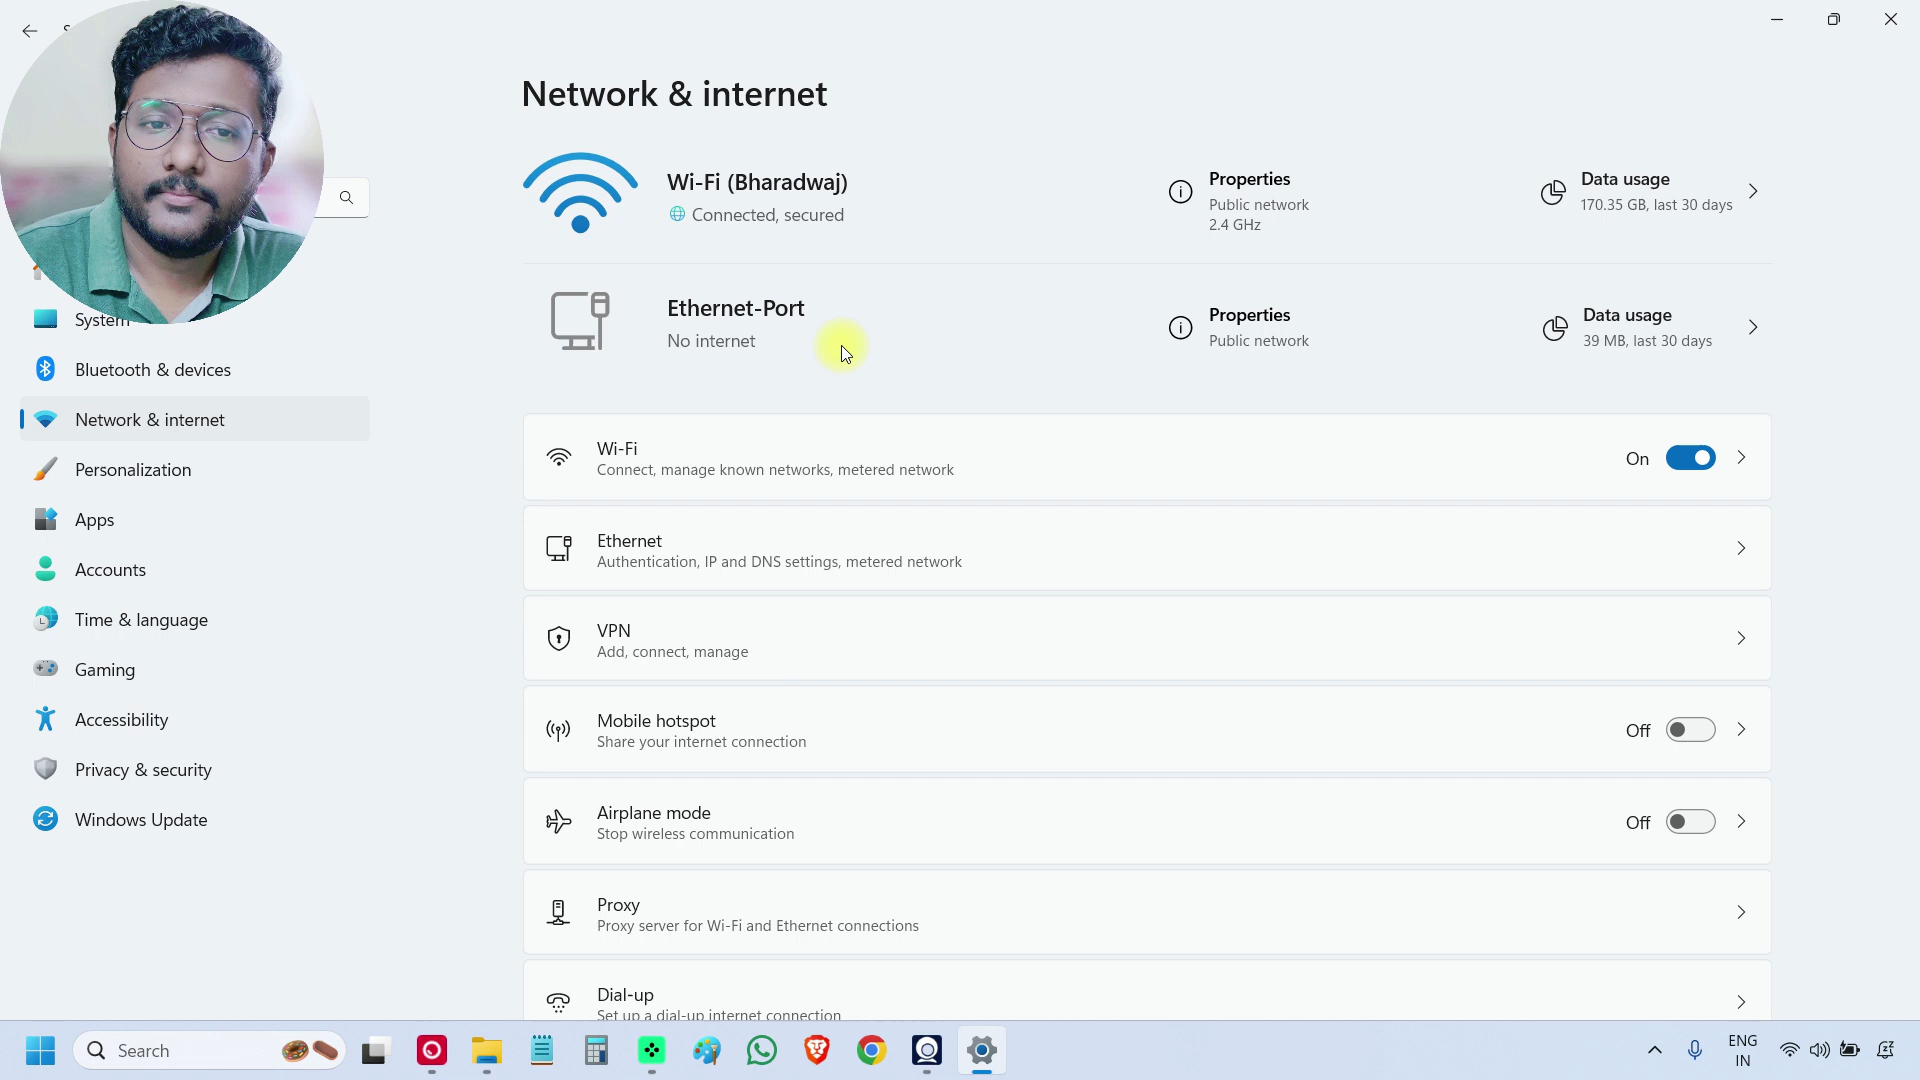 Network & internet
Wi-Fi (Bharadwaj)
Connected, secured
Properties
Public network
2.4 GHz
Data usage
170.35 GB, last 30 days
Ethernet-Port
No internet
Properties
Public network
Data usage
39 MB, last 30 days
System
Bluetooth & devices
Network & internet
Personalization
Apps
Accounts
Time & language
Gaming
Accessibility
Privacy & security
Windows Update
Wi-Fi
Connect, manage known networks, metered network
On
Ethernet
Authentication, IP and DNS settings, metered network
VPN
Add, connect, manage
Mobile hotspot
Share your internet connection
Off
Airplane mode
Stop wireless communication
Off
Proxy
Proxy server for Wi-Fi and Ethernet connections
Dial-up
Set up a dial-up internet connection
Search
ENG
IN